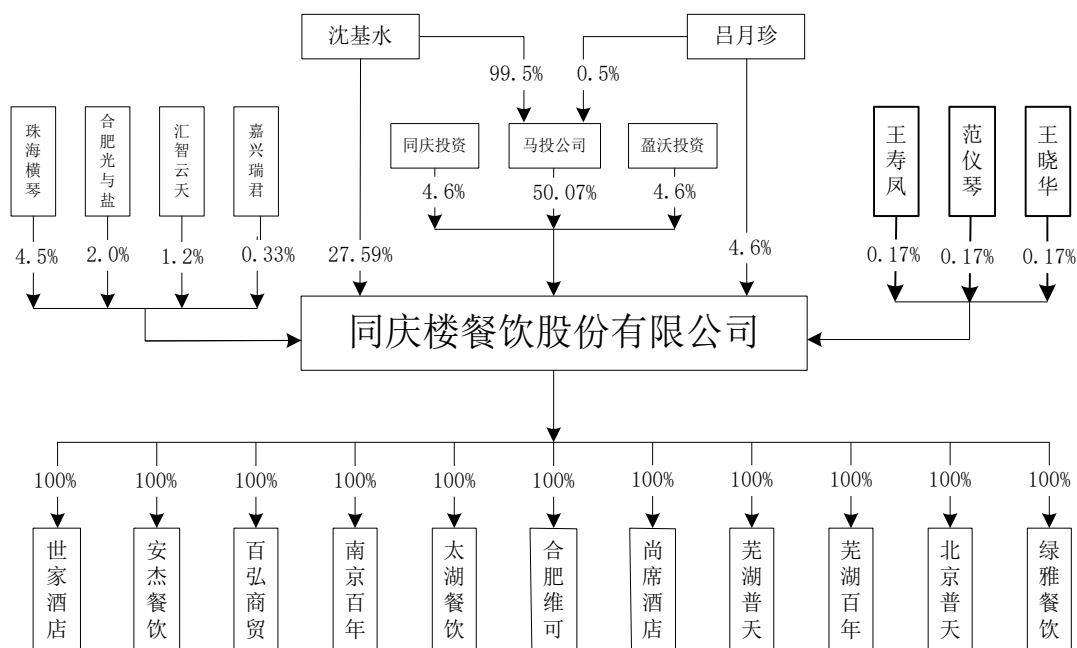 沈基水
吕月珍
99.5%
0.5%
珠海横琴
合肥光与盐
汇智云天
嘉兴瑞君
同庆投资
马投公司
盈沃投资
王寿凤
范仪琴
王晓华
4.6%
50.07%
4.6%
4.5%
2.0%
1.2%
0.33%
27.59%
4.6%
0.17%
0.17%
0.17%
同庆楼餐饮股份有限公司
100%
100%
100%
100%
100%
100%
100%
100%
100%
100%
100%
世家酒店
安杰餐饮
百弘商贸
南京百年
太湖餐饮
合肥维可
尚席酒店
芜湖普天
芜湖百年
北京普天
绿雅餐饮